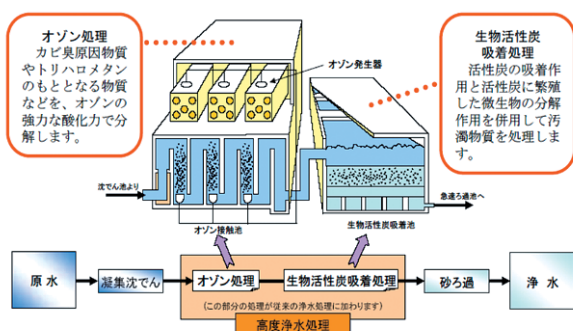 オゾン処理
カビ臭原因物質
やトリハロメタン
のもととなる物質
などを、オゾンの
強力な酸化力で分
解します。
オゾン発生器
生物活性炭
吸着処理
活性炭の吸着作
用と活性炭に繁殖
した微生物の分解
作用を併用して汚
濁物質を処理しま
す。
沈でん池より
オゾン接触池
生物活性炭吸着池
急速ろ過池へ
原水
凝集沈でん
オゾン処理
生物活性炭吸着処理
砂ろ過
浄水
(この部分の処理が従来の浄水処理に加わります)
高度浄水処理